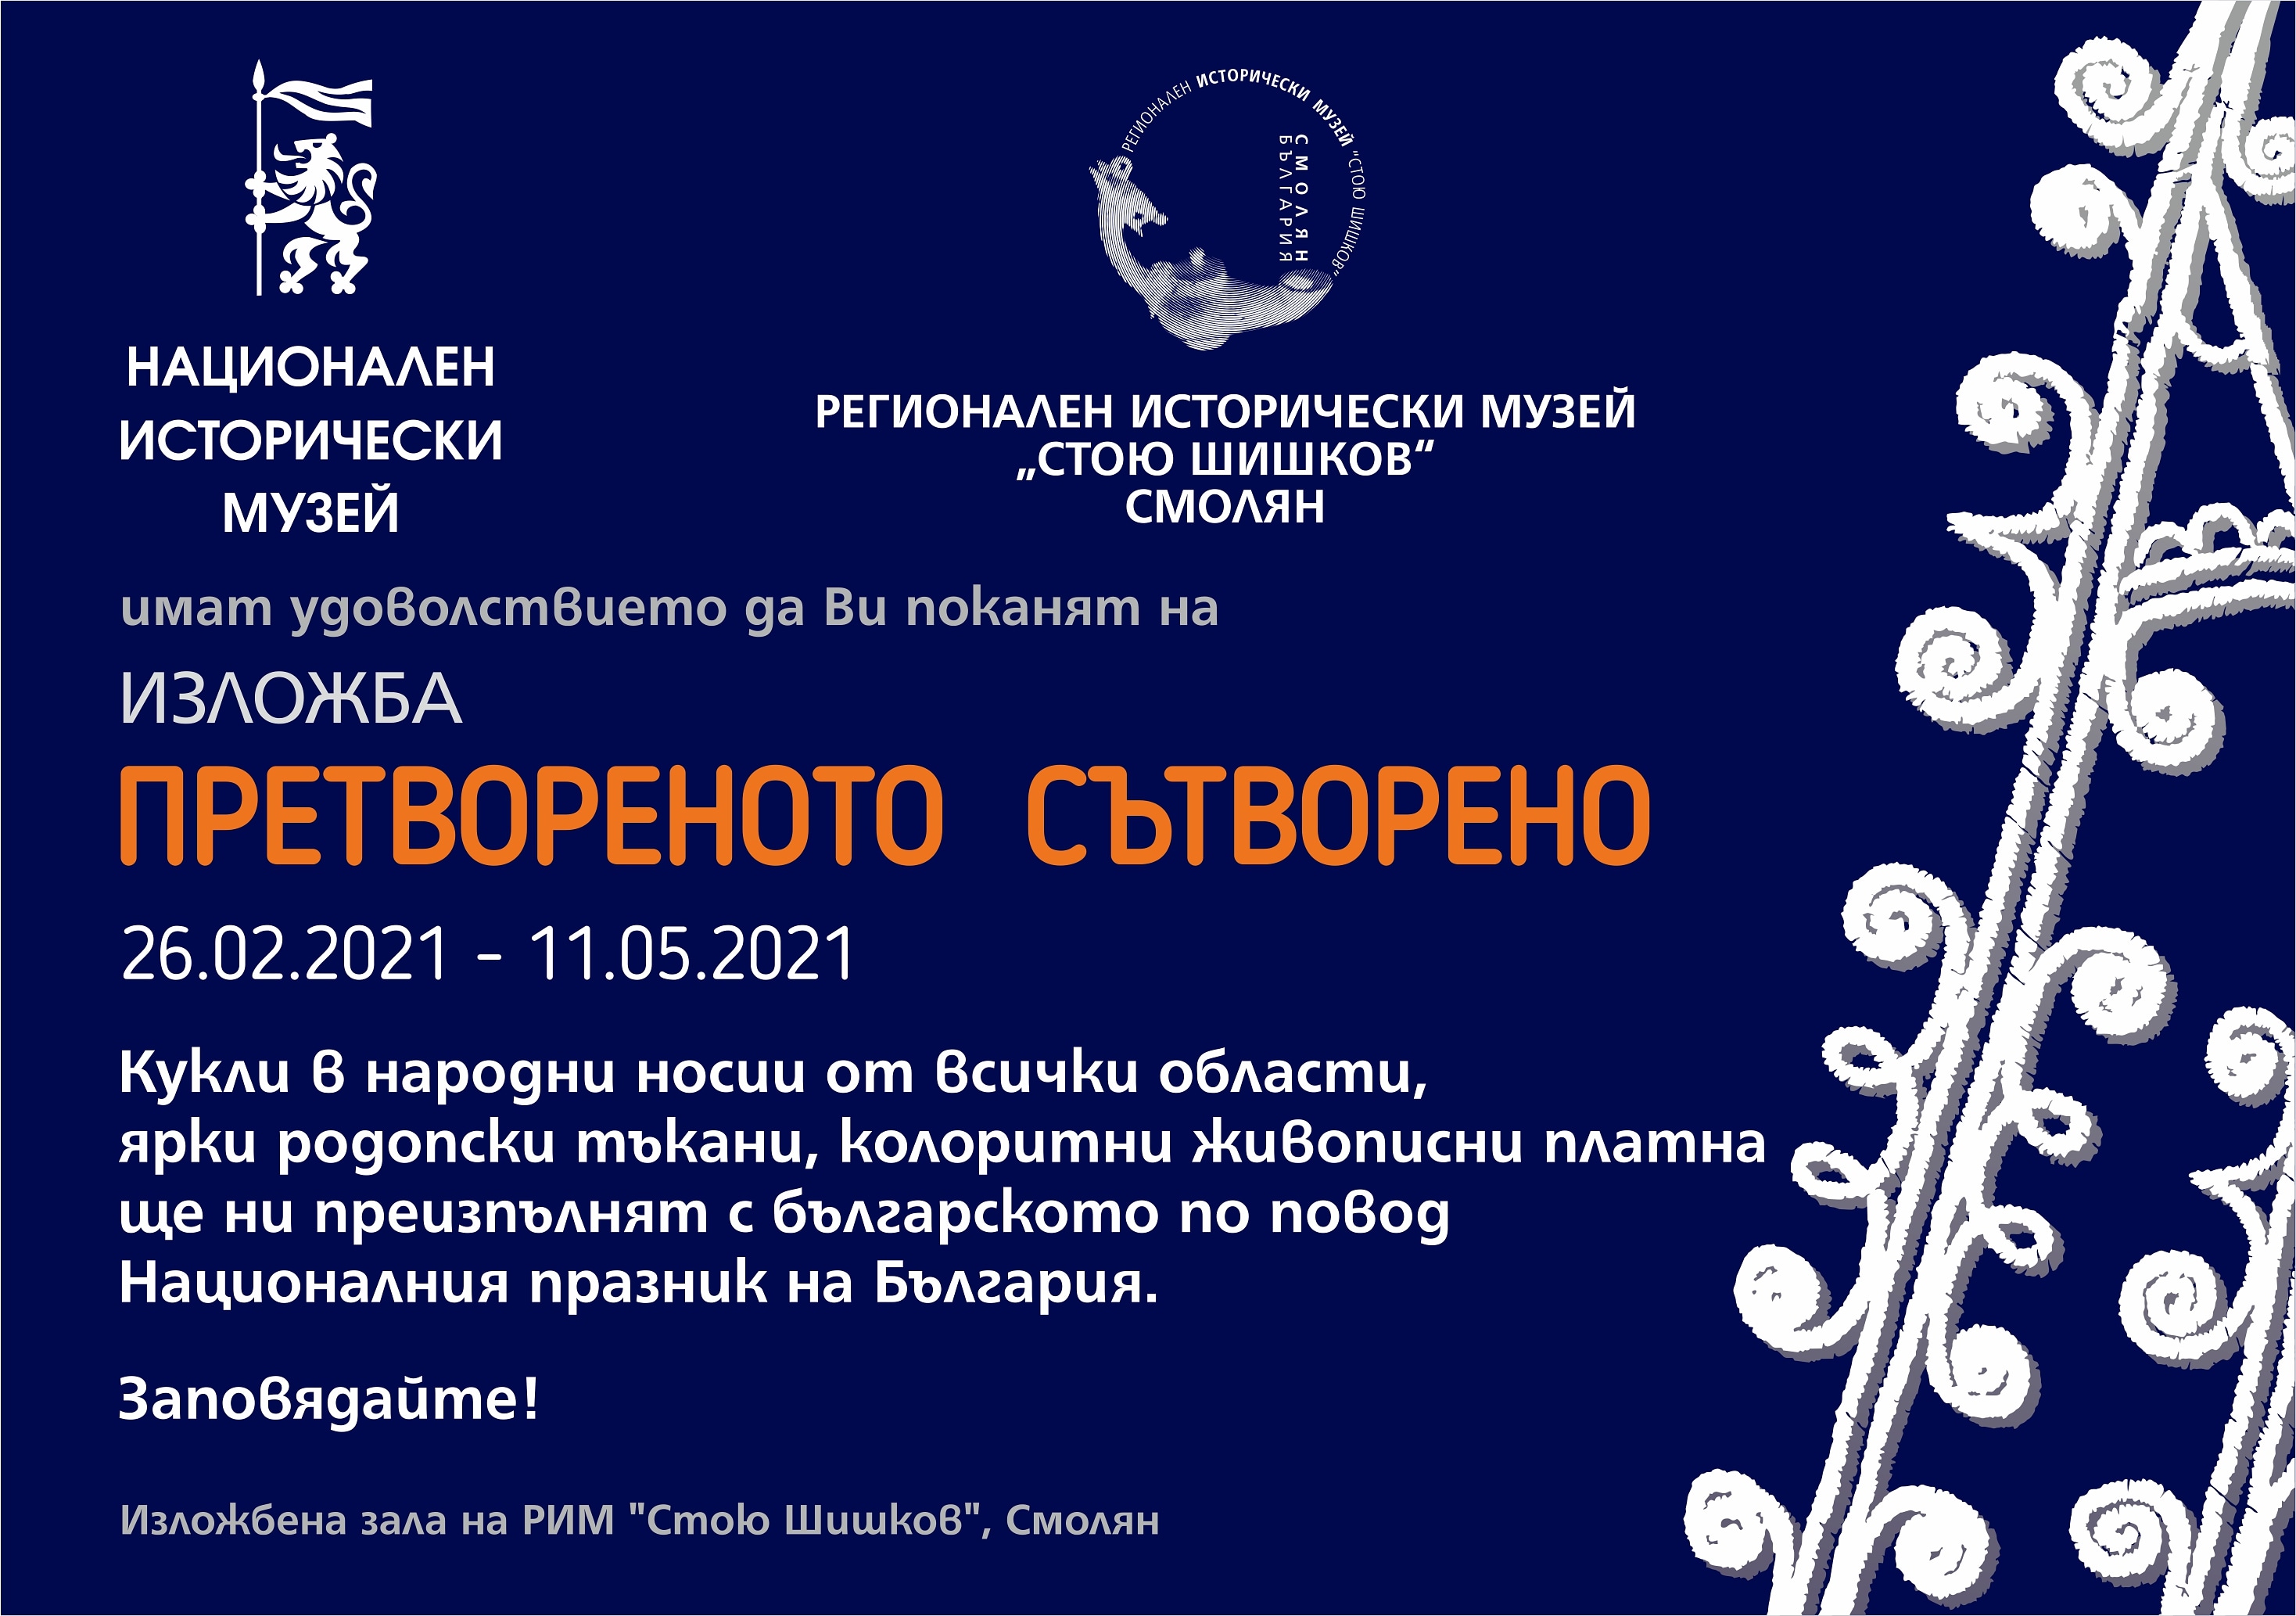 НАЦИОНАЛЕН
ИСТОРИЧЕСКИ
МУЗЕЙ
РЕГИОНАЛЕН ИСТОРИЧЕСКИ МУЗЕЙ "СТОЮ ШИШКОВ"
СМОЛЯН
БЪЛГАРИЯ
РЕГИОНАЛЕН ИСТОРИЧЕСКИ МУЗЕЙ
„СТОЮ ШИШКОВ“
СМОЛЯН
имат удоволствието да Ви поканят на
ИЗЛОЖБА
ПРЕТВОРЕНОТО СЪТВОРЕНО
26.02.2021 - 11.05.2021
Кукли в народни носии от всички области,
ярки родопски тъкани, колоритни живописни платна
ще ни преизпълнят с българското по повод
Националния празник на България.
Заповядайте!
Изложбена зала на РИМ "Стою Шишков", Смолян